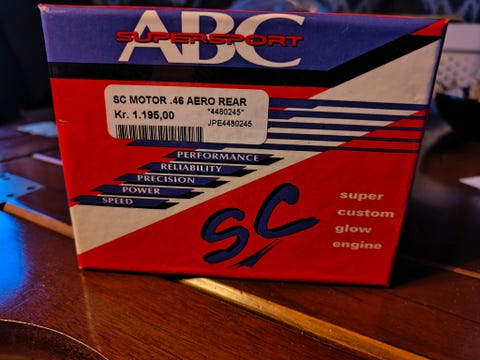 ABC
SUPERSPORT
SC MOTOR .46 AERO REAR
Kr. 1.195,00 *4480245*
JPE4480245
PERFORMANCE
RELIABILITY
PRECISION
POWER
SPEED
SC
super
custom
glow
engine